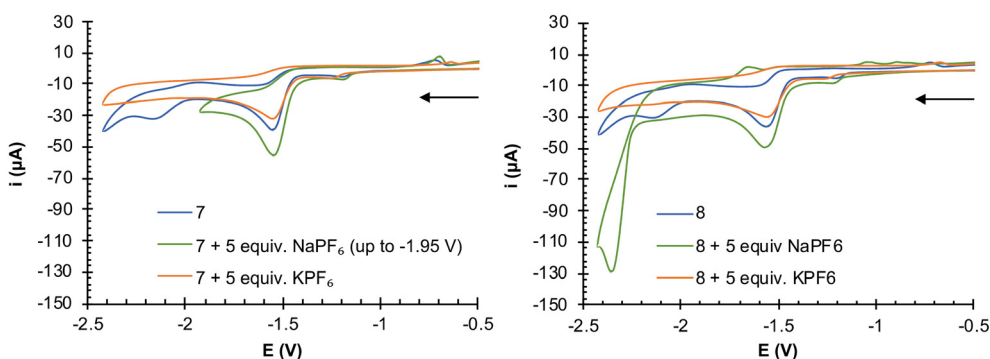 30
10
-10
-30
-50
-70
-90
-110
-130
-150
i (µA)
7
7 + 5 equiv. NaPF₆ (up to -1.95 V)
7 + 5 equiv. KPF₆
-2.5 -2 -1.5 -1 -0.5
E (V)
30
10
-10
-30
-50
-70
-90
-110
-130
-150
i (µA)
8
8 + 5 equiv NaPF6
8 + 5 equiv. KPF6
-2.5 -2 -1.5 -1 -0.5
E (V)